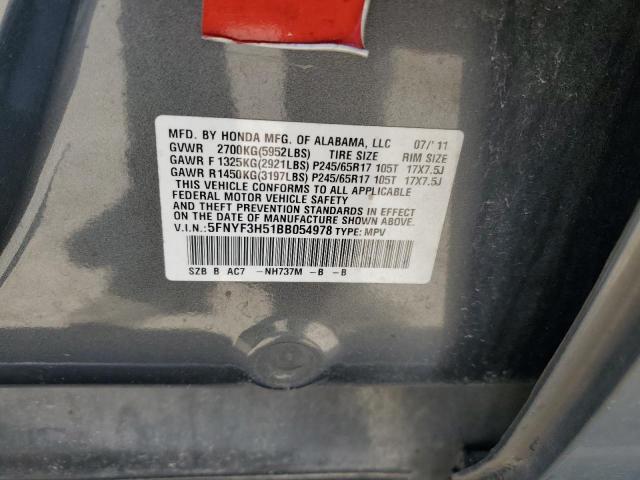 MFD. BY HONDA MFG. OF ALABAMA, LLC 07/'11
GVWR 2700KG(5952LBS) TIRE SIZE RIM SIZE
GAWR F 1325KG(2921LBS) P245/65R17 105T 17X7.5J
GAWR R 1450KG(3197LBS) P245/65R17 105T 17X7.5J
THIS VEHICLE CONFORMS TO ALL APPLICABLE
FEDERAL MOTOR VEHICLE SAFETY
AND THEFT PREVENTION STANDARDS IN EFFECT
ON THE DATE OF MANUFACTURE SHOWN ABOVE.
V.I.N.:5FNYF3H51BB054978 TYPE: MPV
SZB B AC7 -NH737M -B -B